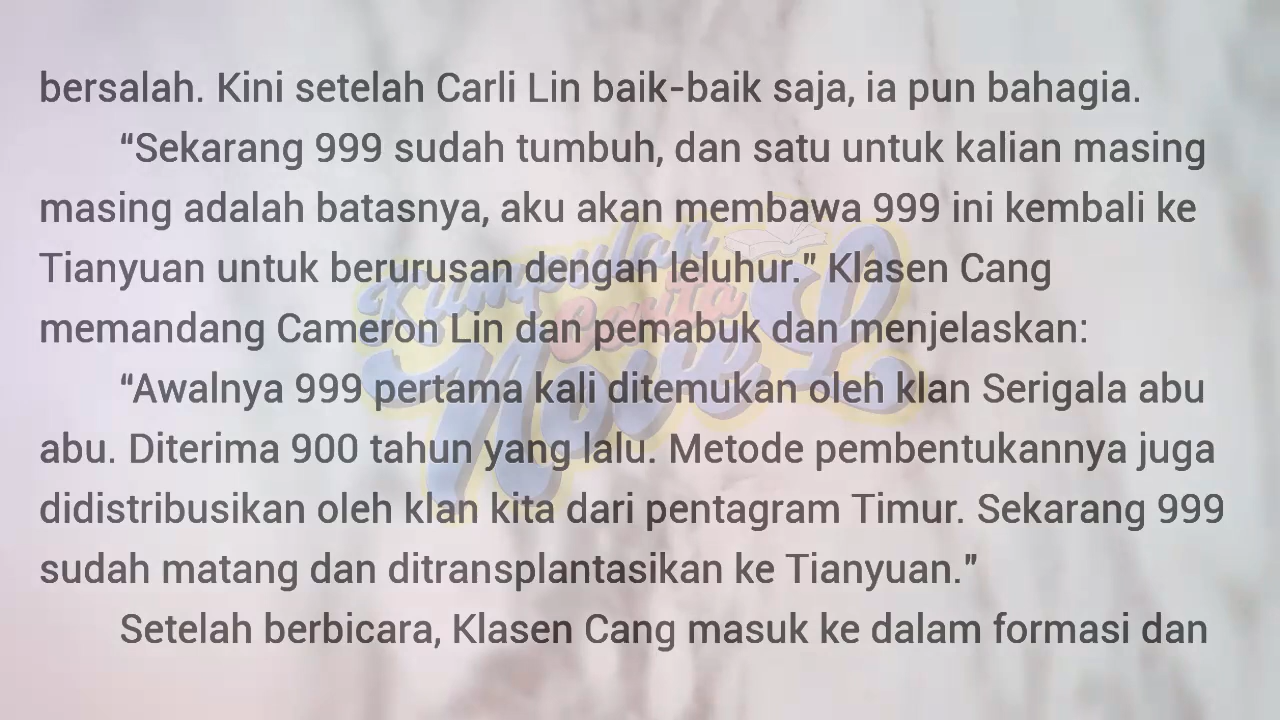 bersalah. Kini setelah Carli Lin baik-baik saja, ia pun bahagia.
“Sekarang 999 sudah tumbuh, dan satu untuk kalian masing
masing adalah batasnya, aku akan membawa 999 ini kembali ke
Tianyuan untuk berurusan dengan leluhur.” Klasen Cang
memandang Cameron Lin dan pemabuk dan menjelaskan:
“Awalnya 999 pertama kali ditemukan oleh klan Serigala abu
abu. Diterima 900 tahun yang lalu. Metode pembentukannya juga
didistribusikan oleh klan kita dari pentagram Timur. Sekarang 999
sudah matang dan ditransplantasikan ke Tianyuan.”
Setelah berbicara, Klasen Cang masuk ke dalam formasi dan
Kumpulan
Cerita
Novel